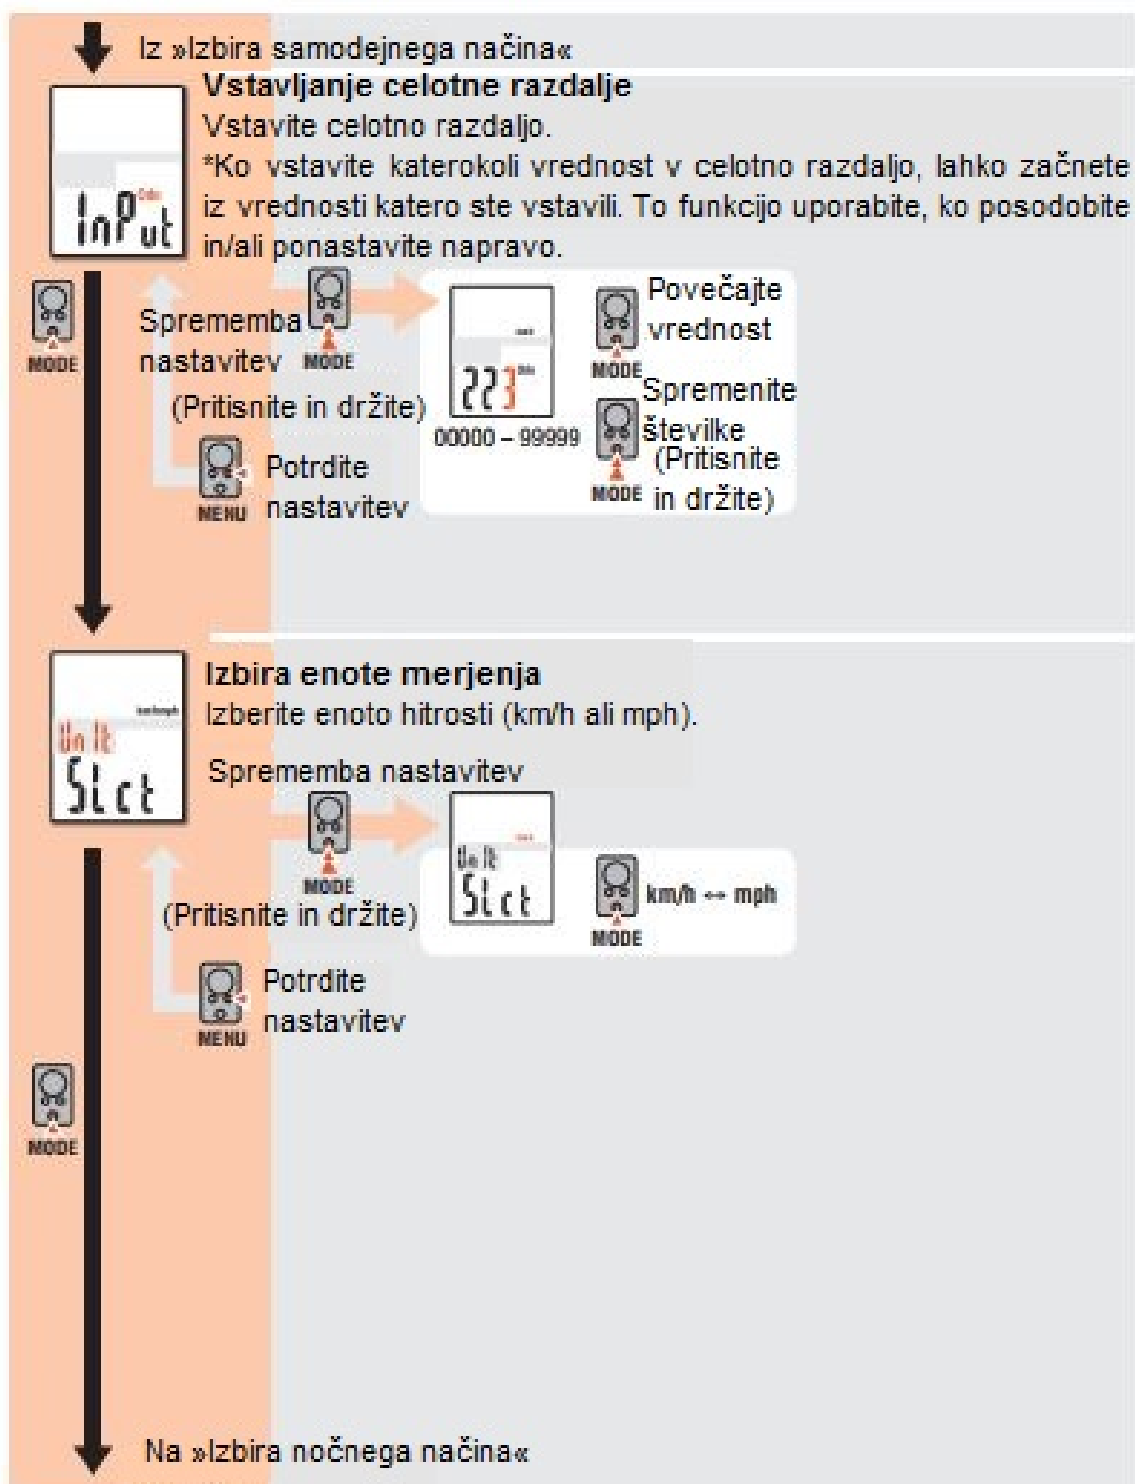 Iz »Izbira samodejnega načina«
Vstavljanje celotne razdalje
Vstavite celotno razdaljo.
*Ko vstavite katerokoli vrednost v celotno razdaljo, lahko začnete
iz vrednosti katero ste vstavili. To funkcijo uporabite, ko posodobite
in/ali ponastavite napravo.
Odo
InPut
MODE
Sprememba
nastavitev
MODE
(Pritisnite in držite)
Potrdite
nastavitev
MENU
223
Odo
00000 – 99999
Povečajte
vrednost
MODE
Spremenite
številke
(Pritisnite
in držite)
MODE
Izbira enote merjenja
Izberite enoto hitrosti (km/h ali mph).
km/hmph
UnIt
SLct
Sprememba nastavitev
MODE
(Pritisnite in držite)
UnIt
SLct
km/h ↔ mph
MODE
Potrdite
nastavitev
MENU
MODE
Na »Izbira nočnega načina«